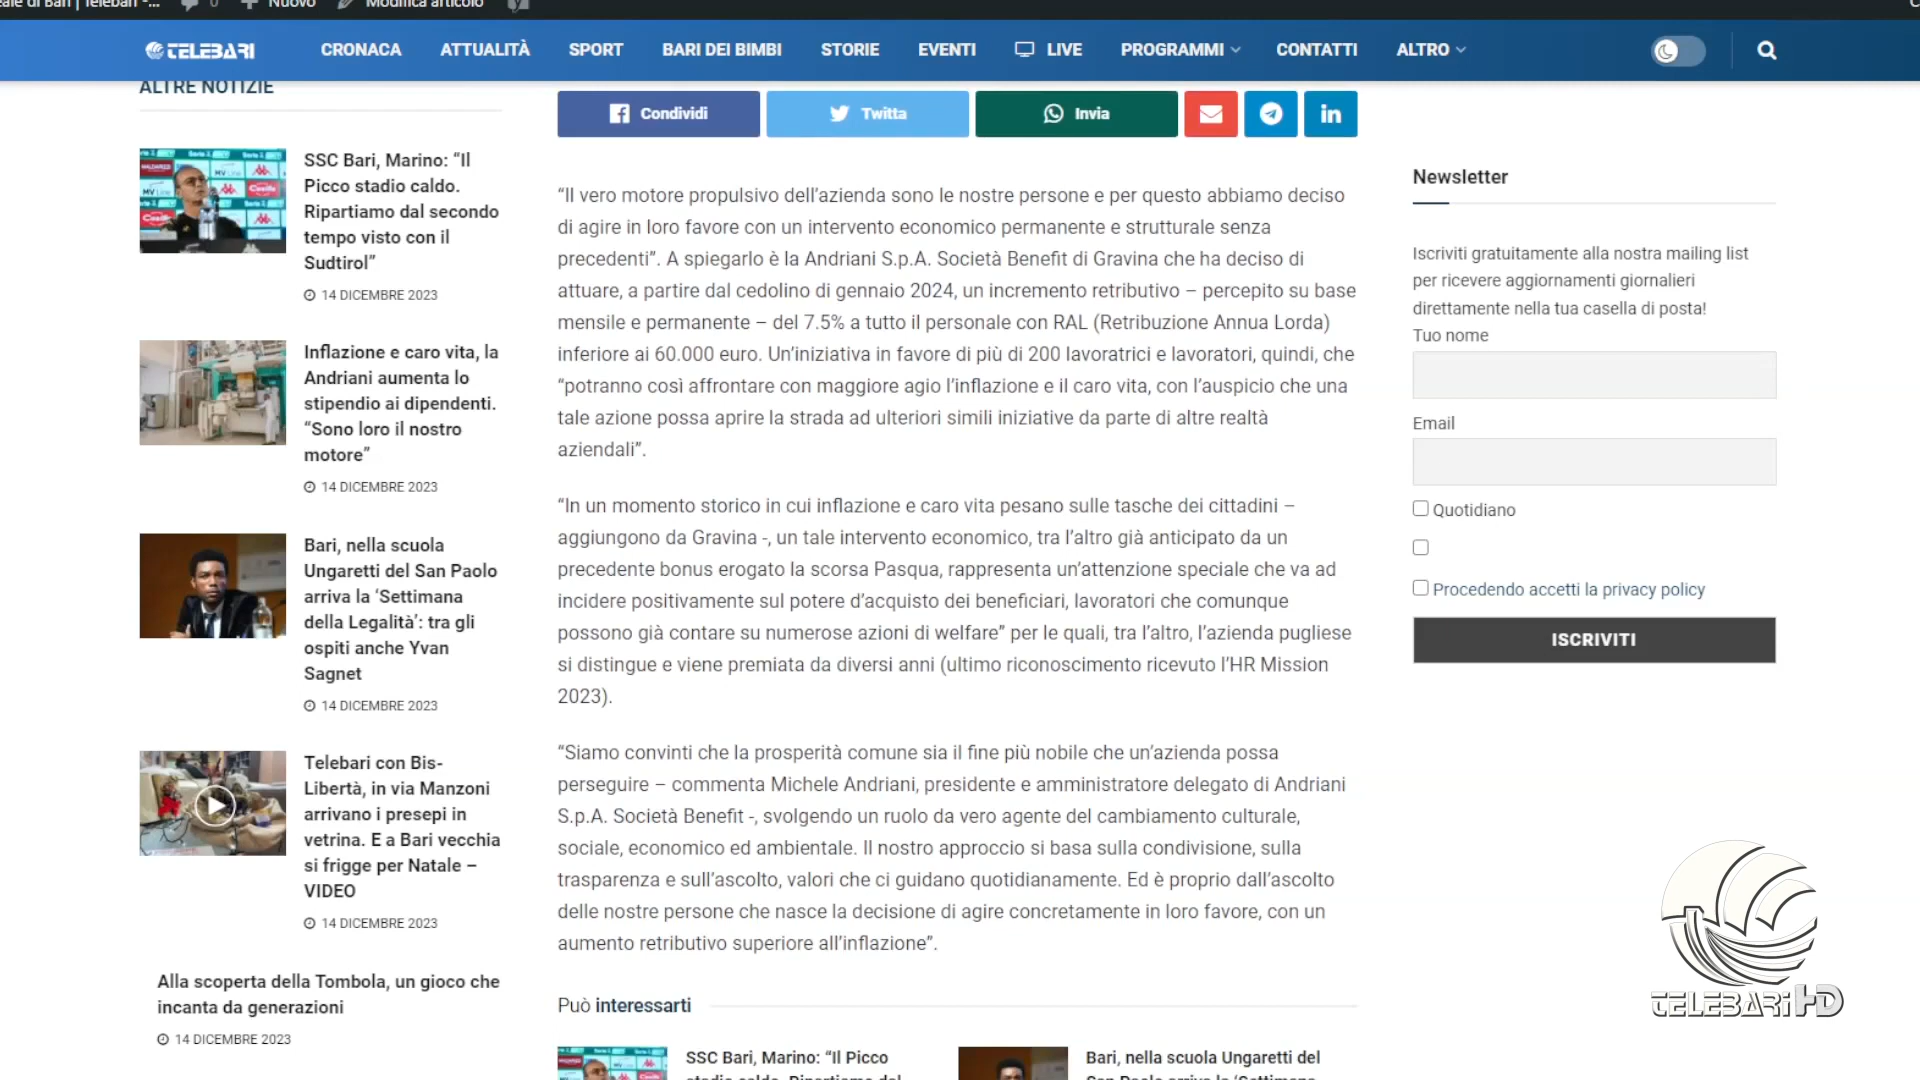 eale di Bari | Telebari -... 0 Nuovo Modifica articolo
TELEBARI CRONACA ATTUALITÀ SPORT BARI DEI BIMBI STORIE EVENTI LIVE PROGRAMMI CONTATTI ALTRO
ALTRE NOTIZIE
SSC Bari, Marino: “Il
Picco stadio caldo.
Ripartiamo dal secondo
tempo visto con il
Sudtirol”
14 DICEMBRE 2023
Inflazione e caro vita, la
Andriani aumenta lo
stipendio ai dipendenti.
“Sono loro il nostro
motore”
14 DICEMBRE 2023
Bari, nella scuola
Ungaretti del San Paolo
arriva la ‘Settimana
della Legalità’: tra gli
ospiti anche Yvan
Sagnet
14 DICEMBRE 2023
Telebari con Bis-
Libertà, in via Manzoni
arrivano i presepi in
vetrina. E a Bari vecchia
si frigge per Natale –
VIDEO
14 DICEMBRE 2023
Alla scoperta della Tombola, un gioco che
incanta da generazioni
14 DICEMBRE 2023
Condividi Twitta Invia
“Il vero motore propulsivo dell’azienda sono le nostre persone e per questo abbiamo deciso
di agire in loro favore con un intervento economico permanente e strutturale senza
precedenti”. A spiegarlo è la Andriani S.p.A. Società Benefit di Gravina che ha deciso di
attuare, a partire dal cedolino di gennaio 2024, un incremento retributivo – percepito su base
mensile e permanente – del 7.5% a tutto il personale con RAL (Retribuzione Annua Lorda)
inferiore ai 60.000 euro. Un’iniziativa in favore di più di 200 lavoratrici e lavoratori, quindi, che
“potranno così affrontare con maggiore agio l’inflazione e il caro vita, con l’auspicio che una
tale azione possa aprire la strada ad ulteriori simili iniziative da parte di altre realtà
aziendali”.
“In un momento storico in cui inflazione e caro vita pesano sulle tasche dei cittadini –
aggiungono da Gravina -, un tale intervento economico, tra l’altro già anticipato da un
precedente bonus erogato la scorsa Pasqua, rappresenta un’attenzione speciale che va ad
incidere positivamente sul potere d’acquisto dei beneficiari, lavoratori che comunque
possono già contare su numerose azioni di welfare” per le quali, tra l’altro, l’azienda pugliese
si distingue e viene premiata da diversi anni (ultimo riconoscimento ricevuto l’HR Mission
2023).
“Siamo convinti che la prosperità comune sia il fine più nobile che un’azienda possa
perseguire – commenta Michele Andriani, presidente e amministratore delegato di Andriani
S.p.A. Società Benefit -, svolgendo un ruolo da vero agente del cambiamento culturale,
sociale, economico ed ambientale. Il nostro approccio si basa sulla condivisione, sulla
trasparenza e sull’ascolto, valori che ci guidano quotidianamente. Ed è proprio dall’ascolto
delle nostre persone che nasce la decisione di agire concretamente in loro favore, con un
aumento retributivo superiore all’inflazione”.
Può interessarti
SSC Bari, Marino: “Il Picco
stadio caldo. Ripartiamo dal
Bari, nella scuola Ungaretti del
San Paolo arriva la ‘Settimana
Newsletter
Iscriviti gratuitamente alla nostra mailing list
per ricevere aggiornamenti giornalieri
direttamente nella tua casella di posta!
Tuo nome
Email
Quotidiano
Procedendo accetti la privacy policy
ISCRIVITI
TELEBARI HD